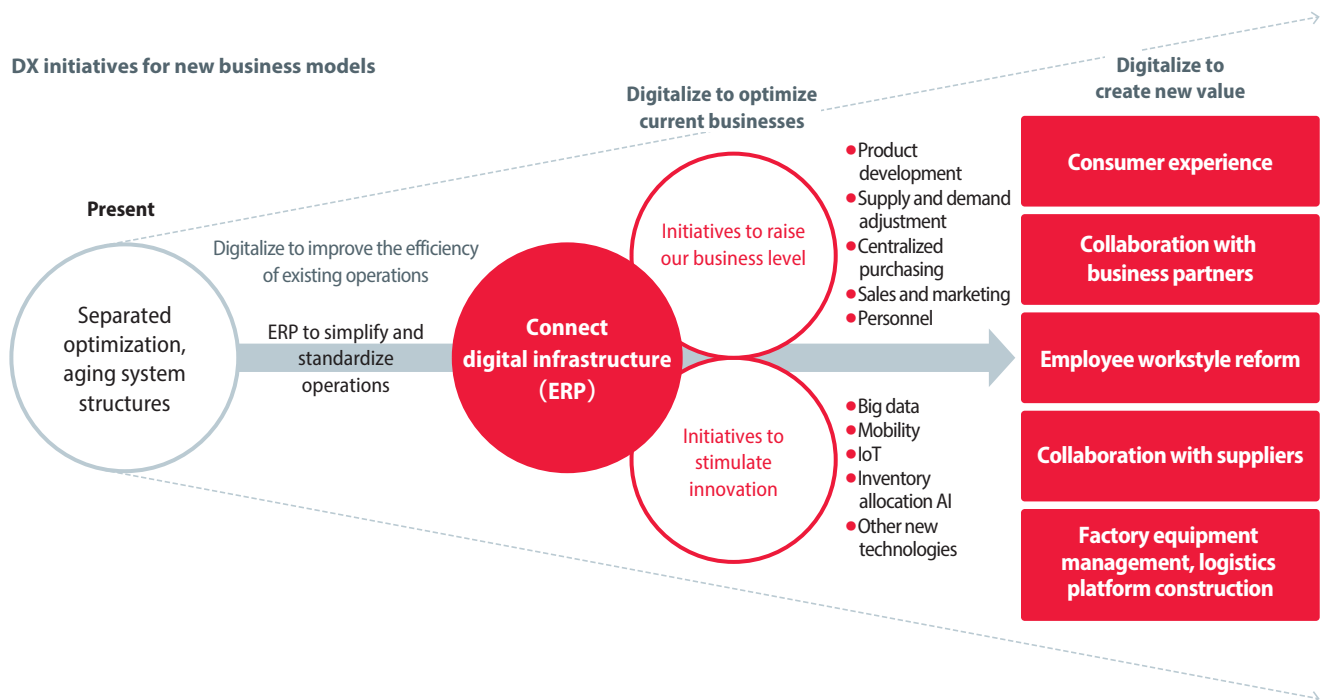 DX initiatives for new business models
Present
Separated
optimization,
aging system
structures
Digitalize to improve the efficiency
of existing operations
ERP to simplify and
standardize
operations
Connect
digital infrastructure
(ERP)
Digitalize to optimize
current businesses
Initiatives to raise
our business level
●Product
development
●Supply and demand
adjustment
●Centralized
purchasing
●Sales and marketing
●Personnel
Initiatives to
stimulate
innovation
●Big data
●Mobility
●IoT
●Inventory
allocation AI
●Other new
technologies
Digitalize to
create new value
Consumer experience
Collaboration with
business partners
Employee workstyle reform
Collaboration with suppliers
Factory equipment
management, logistics
platform construction